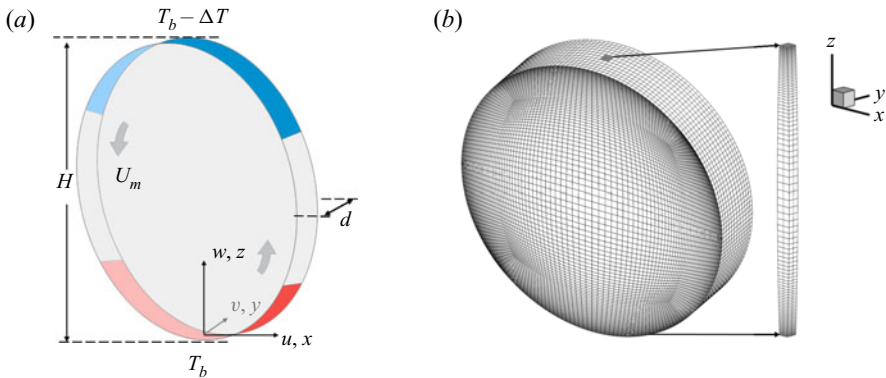 (a)
T_b – ΔT
H
U_m
d
w, z
v, y
u, x
T_b
(b)
z
y
x